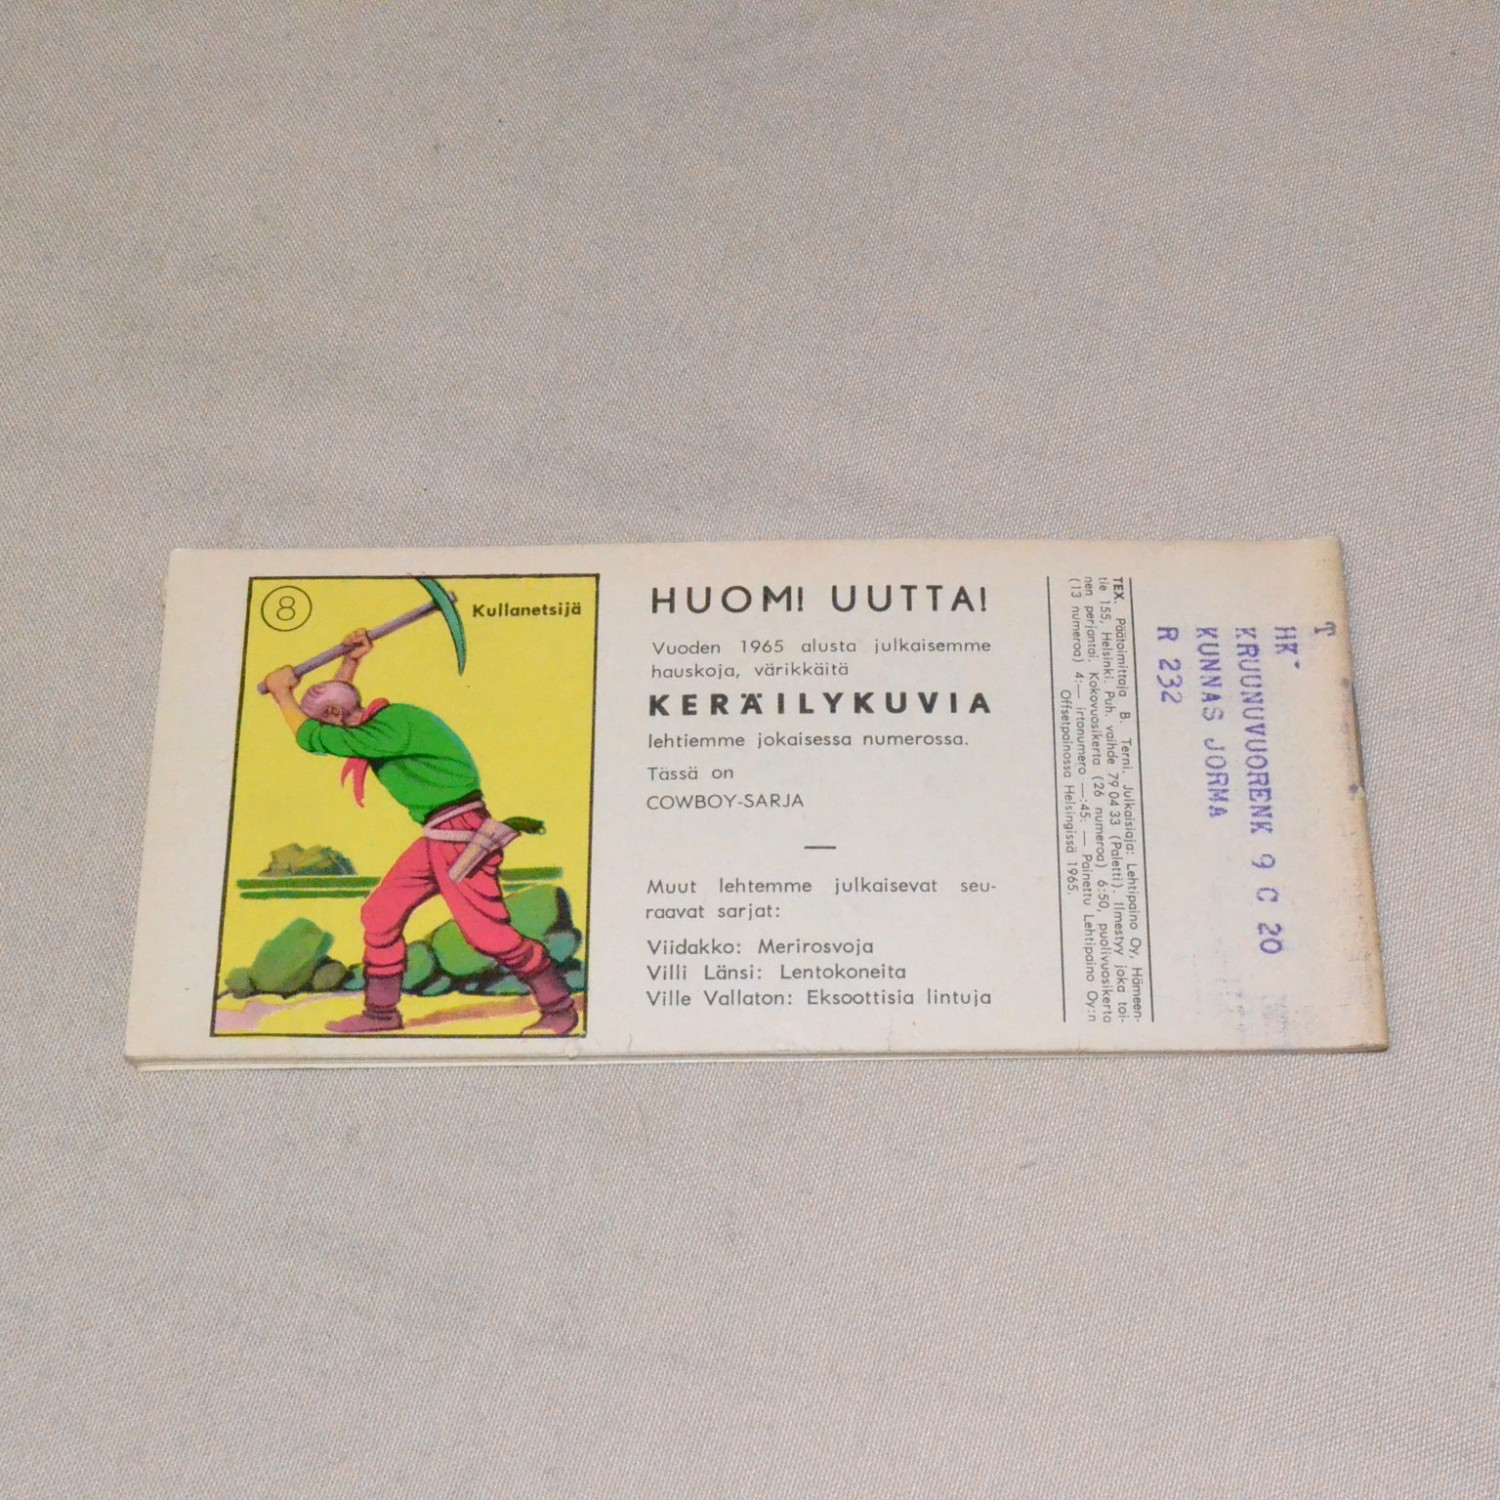 8
Kullanetsijä
HUOM! UUTTA!
Vuoden 1965 alusta julkaisemme
hauskoja, värikkäitä
KERÄILYKUVIA
lehtiemme jokaisessa numerossa.
Tässä on
COWBOY-SARJA
—
Muut lehtemme julkaisevat seu-
raavat sarjat:
Viidakko: Merirosvoja
Villi Länsi: Lentokoneita
Ville Vallaton: Eksoottisia lintuja
TEX. Päätoimittaja B. Terni. Julkaisija: Lehtipaino Oy, Hämeen-
tie 155, Helsinki. Puh. vaihde 79 04 33 (Paletti). Ilmestyy joka toi-
nen perjantai. Kokovuosikerta (26 numeroa) 6:50, puolivuosikerta
(13 numeroa) 4:— irtonumero —:45: — Painettu Lehtipaino Oy:n
Offsetpainossa Helsingissä 1965.
T
HK-
KRUUNUVUORENK 9 C 20
KUNNAS JORMA
R 232